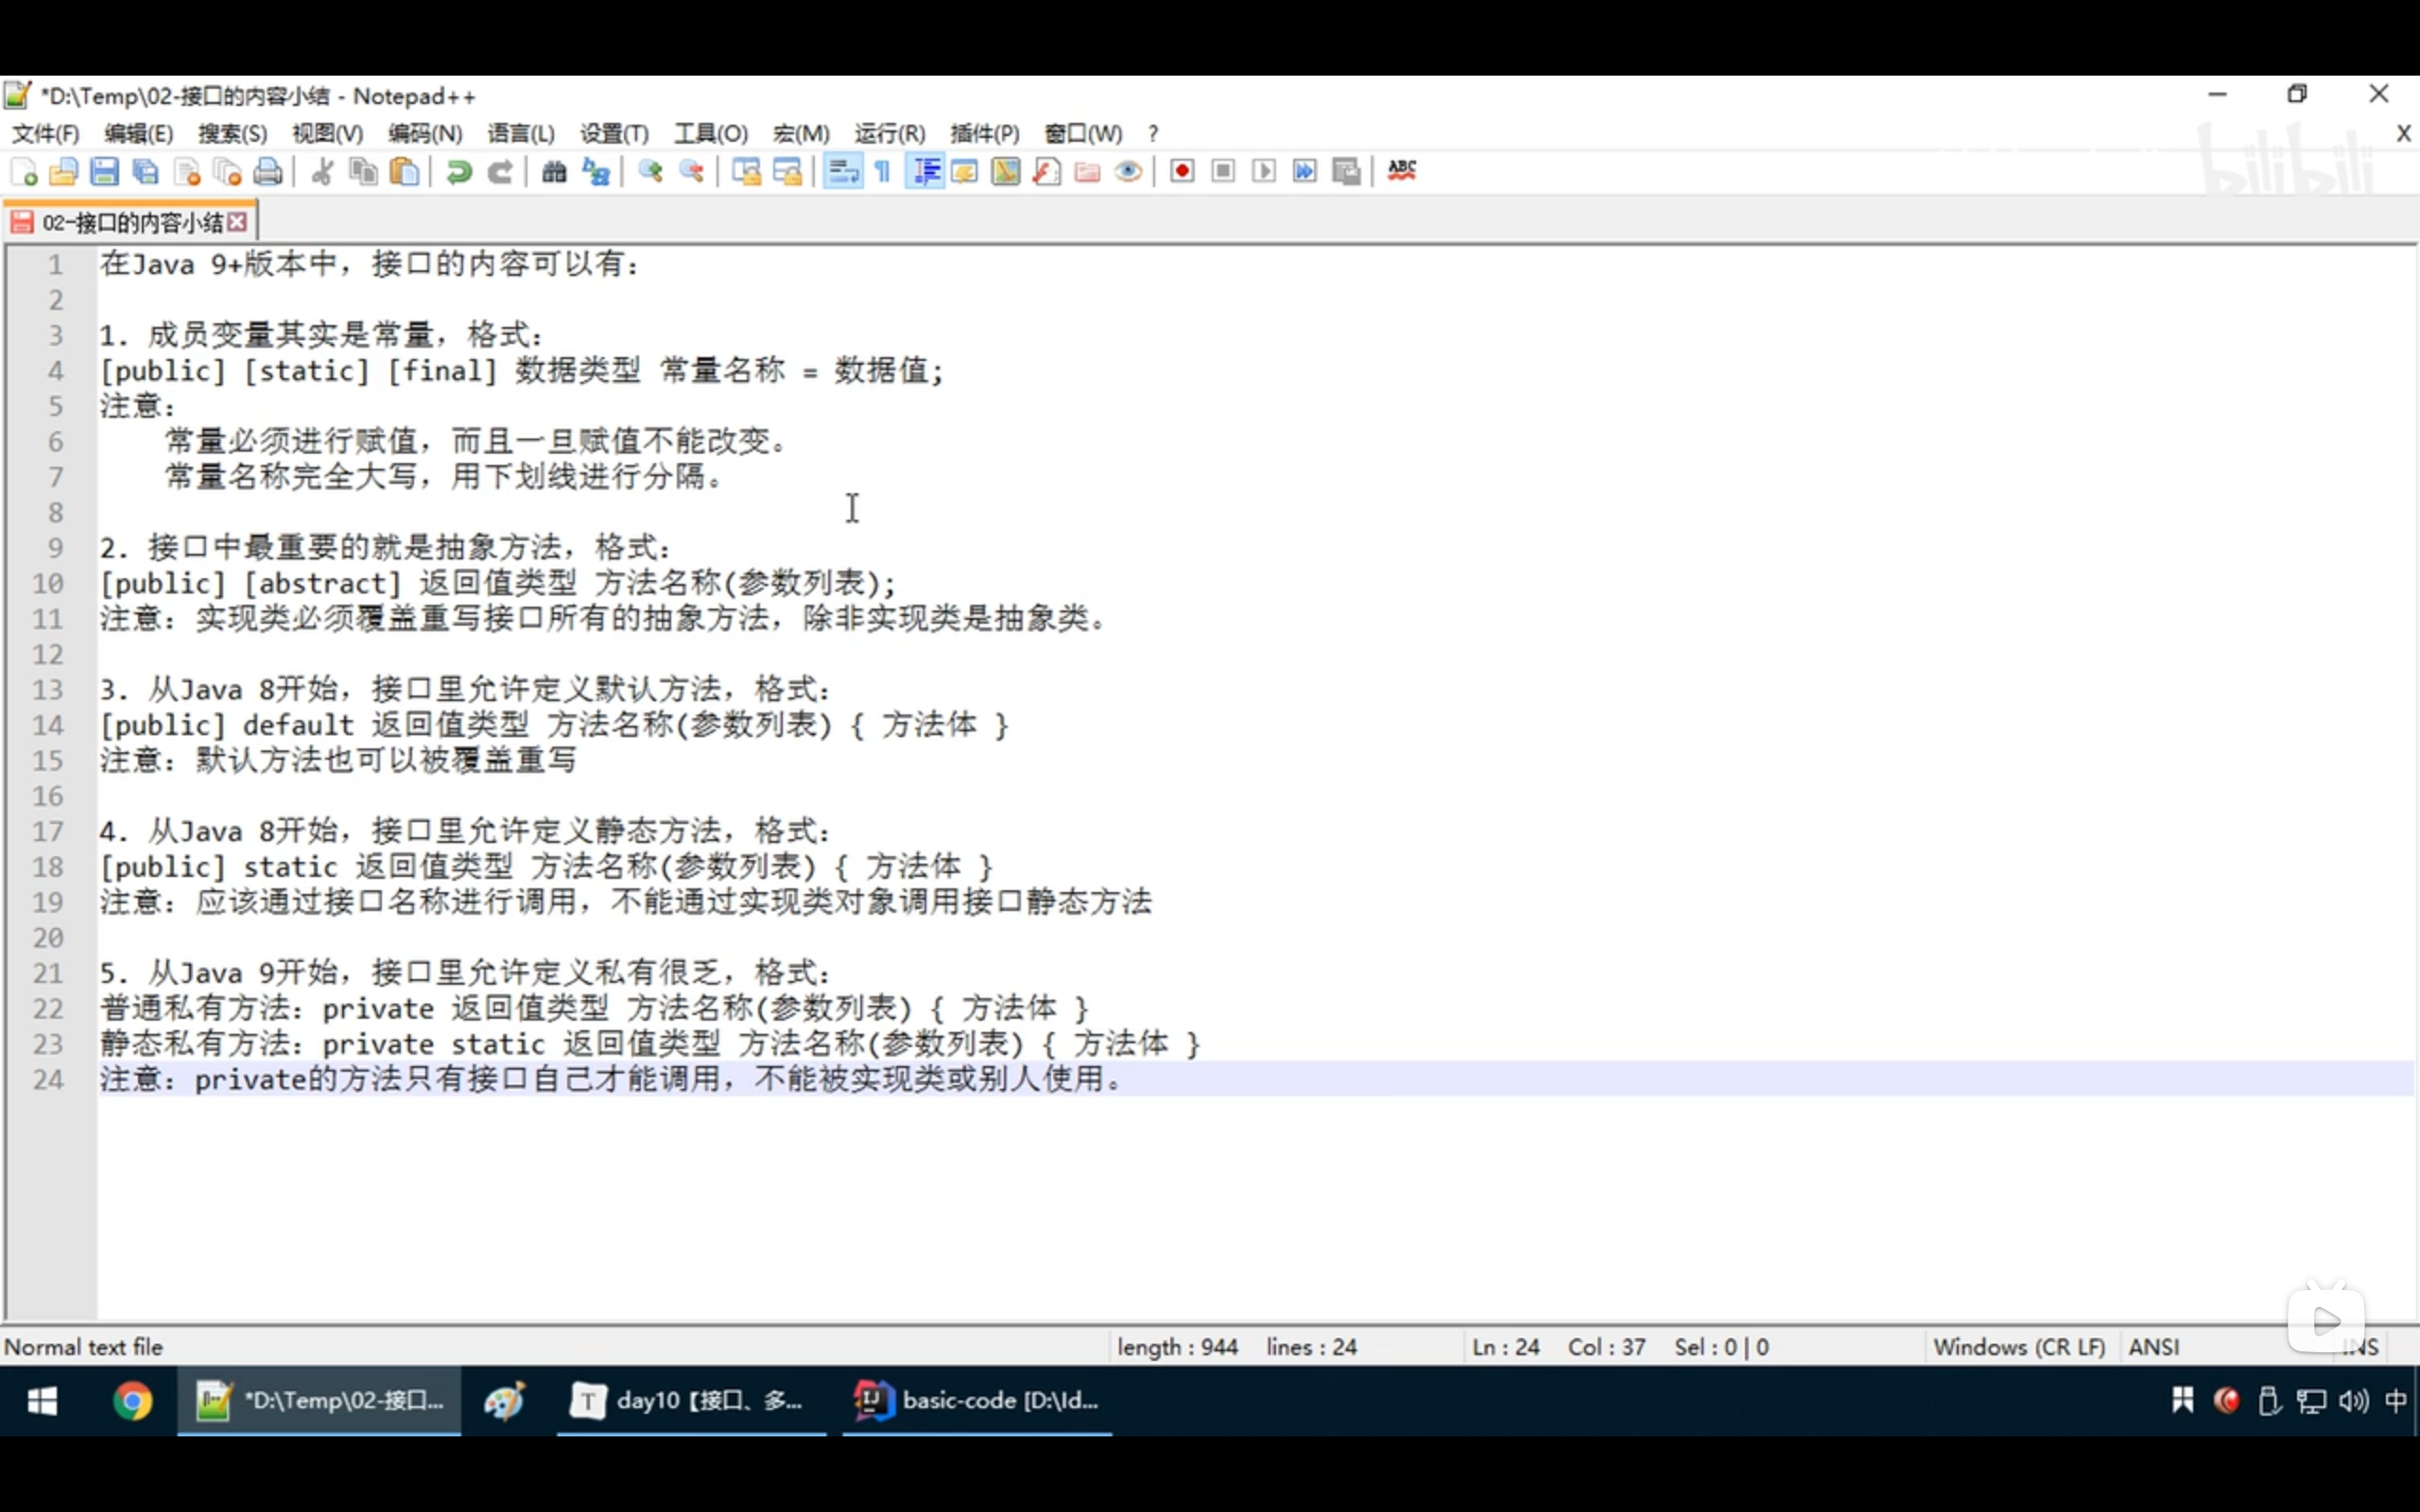 *D:\Temp\02-接口的内容小结 - Notepad++
文件(F) 编辑(E) 搜索(S) 视图(V) 编码(N) 语言(L) 设置(T) 工具(O) 宏(M) 运行(R) 插件(P) 窗口(W) ? X
ABC
bilibili
02-接口的内容小结
1 在Java 9+版本中，接口的内容可以有：
2
3 1. 成员变量其实是常量，格式：
4 [public] [static] [final] 数据类型 常量名称 = 数据值;
5 注意：
6 常量必须进行赋值，而且一旦赋值不能改变。
7 常量名称完全大写，用下划线进行分隔。
8
9 2. 接口中最重要的就是抽象方法，格式：
10 [public] [abstract] 返回值类型 方法名称(参数列表);
11 注意：实现类必须覆盖重写接口所有的抽象方法，除非实现类是抽象类。
12
13 3. 从Java 8开始，接口里允许定义默认方法，格式：
14 [public] default 返回值类型 方法名称(参数列表) { 方法体 }
15 注意：默认方法也可以被覆盖重写
16
17 4. 从Java 8开始，接口里允许定义静态方法，格式：
18 [public] static 返回值类型 方法名称(参数列表) { 方法体 }
19 注意：应该通过接口名称进行调用，不能通过实现类对象调用接口静态方法
20
21 5. 从Java 9开始，接口里允许定义私有很乏，格式：
22 普通私有方法：private 返回值类型 方法名称(参数列表) { 方法体 }
23 静态私有方法：private static 返回值类型 方法名称(参数列表) { 方法体 }
24 注意：private的方法只有接口自己才能调用，不能被实现类或别人使用。
Normal text file length : 944 lines : 24 Ln : 24 Col : 37 Sel : 0 | 0 Windows (CR LF) ANSI INS
*D:\Temp\02-接口... T day10【接口、多... IJ basic-code [D:\Id... 中